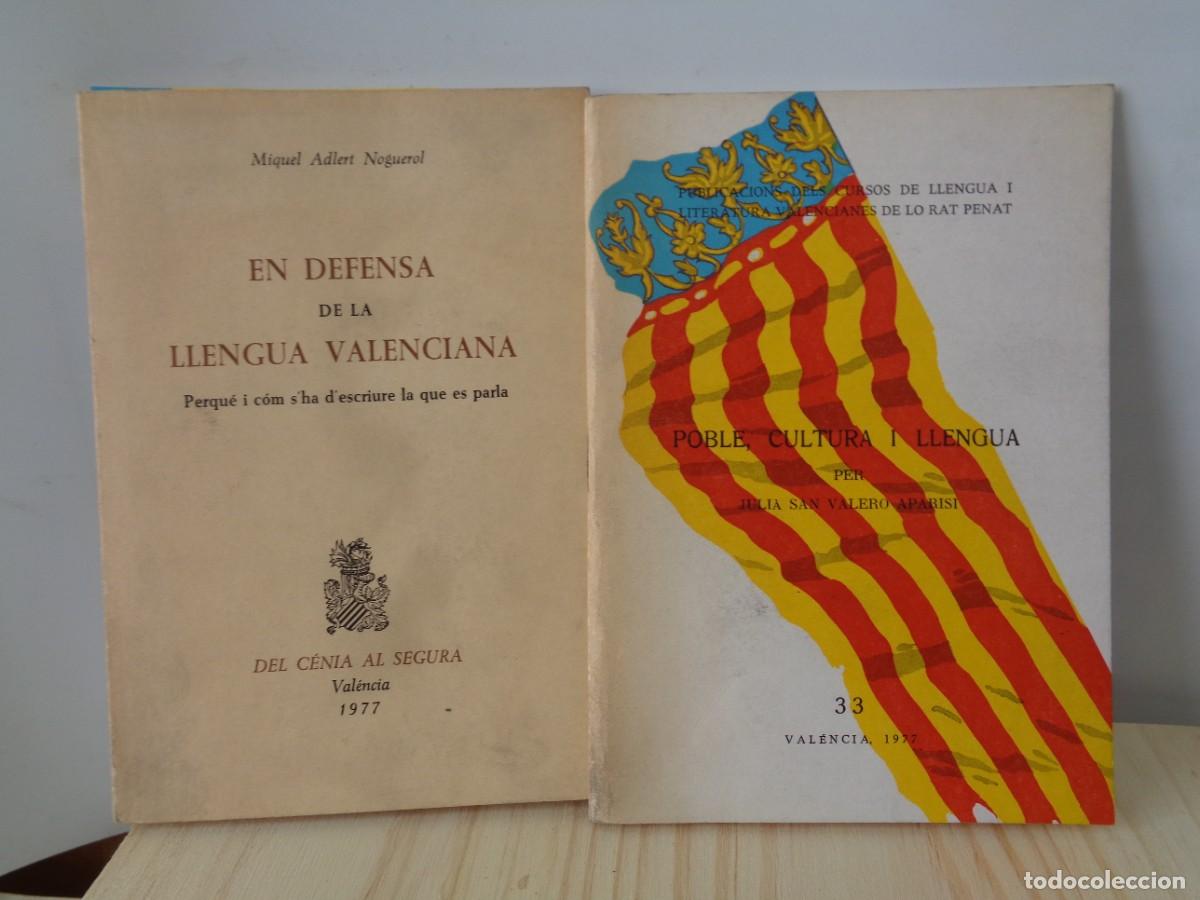 Miquel Adlert Noguerol
EN DEFENSA
DE LA
LLENGUA VALENCIANA
Perqué i cóm s'ha d'escriure la que es parla
DEL CÉNIA AL SEGURA
Valéncia
1977
PUBLICACIONS DELS CURSOS DE LLENGUA I
LITERATURA VALENCIANES DE LO RAT PENAT
POBLE, CULTURA I LLENGUA
PER
JULIÀ SAN VALERO APARISI
33
VALÉNCIA, 1977
todocoleccion